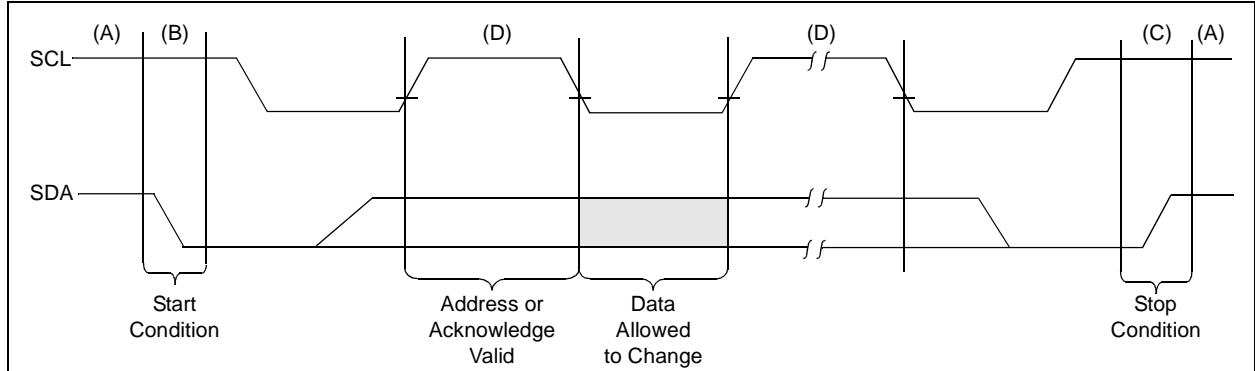 (A) (B) (D) (D) (C) (A)
SCL
SDA
Start
Condition
Address or
Acknowledge
Valid
Data
Allowed
to Change
Stop
Condition